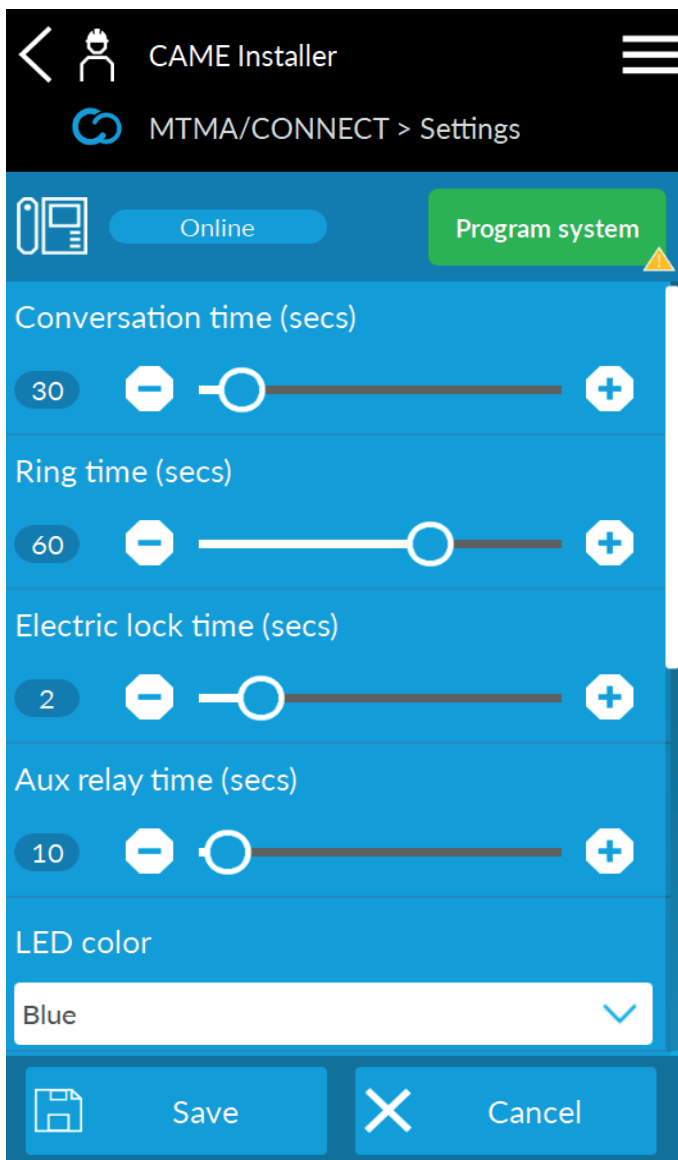 CAME Installer
MTMA/CONNECT > Settings
Online
Program system
Conversation time (secs)
30
Ring time (secs)
60
Electric lock time (secs)
2
Aux relay time (secs)
10
LED color
Blue
Save
Cancel